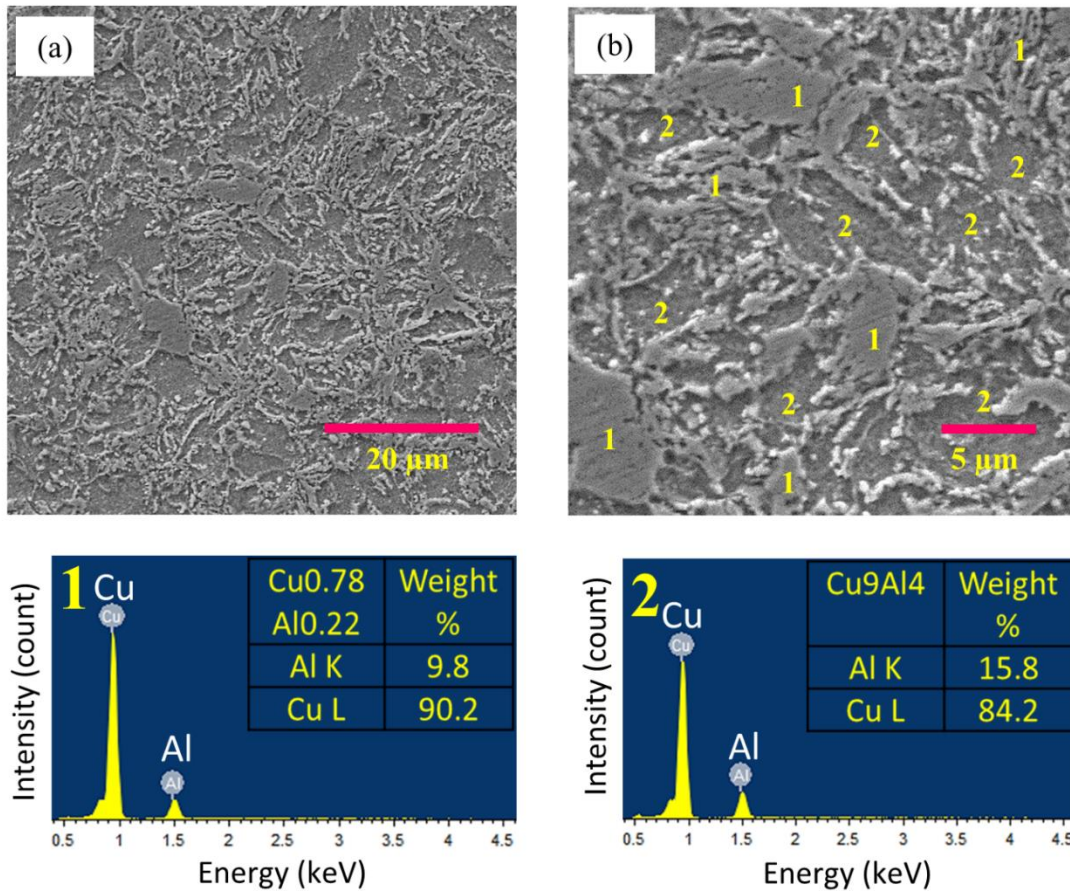 (a)
20 µm
(b)
1
1
2
2
2
1
2
2
2
1
2
2
1
1
5 µm
1
Cu
Cu
Al
Al
Cu0.78 Weight
Al0.22 %
Al K 9.8
Cu L 90.2
Intensity (count)
0.5 1 1.5 2 2.5 3 3.5 4 4.5
Energy (keV)
2
Cu
Cu
Al
Al
Cu9Al4 Weight
%
Al K 15.8
Cu L 84.2
Intensity (count)
0.5 1 1.5 2 2.5 3 3.5 4 4.5
Energy (keV)